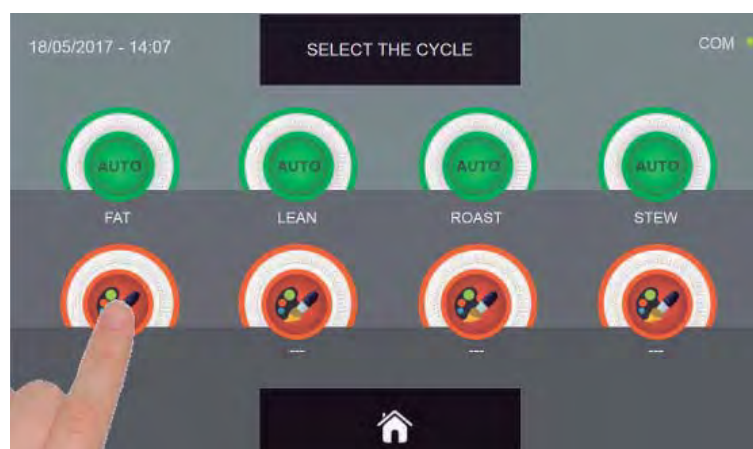 18/05/2017 - 14:07
SELECT THE CYCLE
COM
AUTO
AUTO
AUTO
AUTO
FAT
LEAN
ROAST
STEW
---
---
---